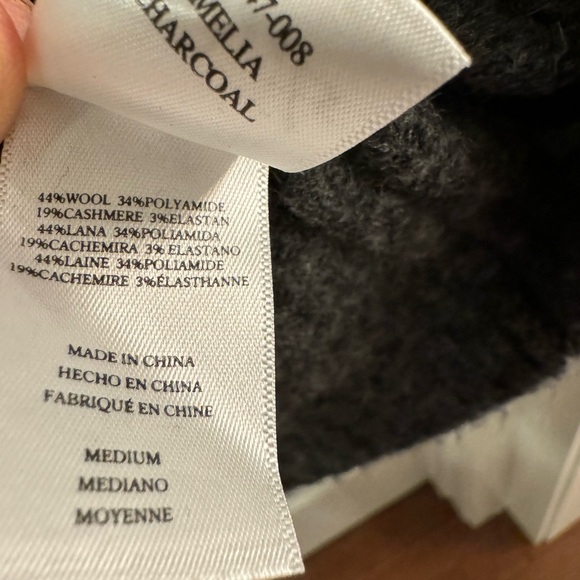 7-008
MELIA
CHARCOAL
44%WOOL 34%POLYAMIDE
19%CASHMERE 3%ELASTAN
44%LANA 34%POLIAMIDA
19%CACHEMIRA 3% ELASTANO
44%LAINE 34%POLIAMIDE
19%CACHEMIRE 3%ÉLASTHANNE
MADE IN CHINA
HECHO EN CHINA
FABRIQUÉ EN CHINE
MEDIUM
MEDIANO
MOYENNE